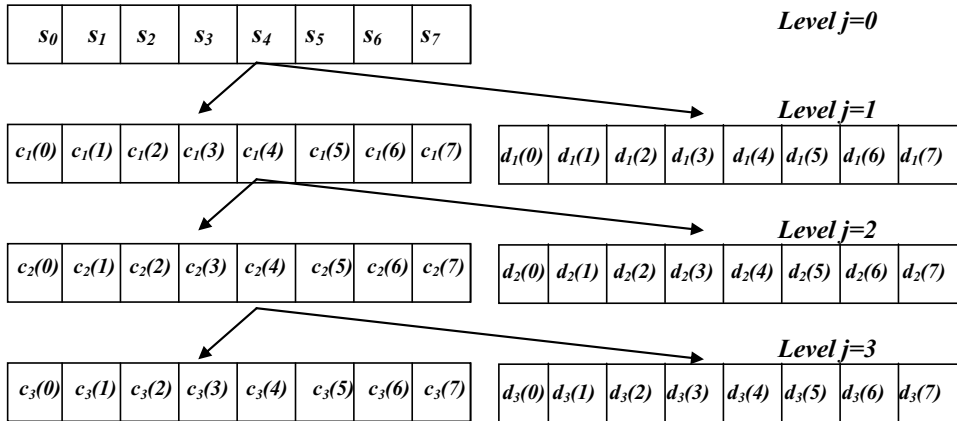 s₀ s₁ s₂ s₃ s₄ s₅ s₆ s₇ Level j=0
Level j=1
c₁(0) c₁(1) c₁(2) c₁(3) c₁(4) c₁(5) c₁(6) c₁(7) d₁(0) d₁(1) d₁(2) d₁(3) d₁(4) d₁(5) d₁(6) d₁(7)
Level j=2
c₂(0) c₂(1) c₂(2) c₂(3) c₂(4) c₂(5) c₂(6) c₂(7) d₂(0) d₂(1) d₂(2) d₂(3) d₂(4) d₂(5) d₂(6) d₂(7)
Level j=3
c₃(0) c₃(1) c₃(2) c₃(3) c₃(4) c₃(5) c₃(6) c₃(7) d₃(0) d₃(1) d₃(2) d₃(3) d₃(4) d₃(5) d₃(6) d₃(7)